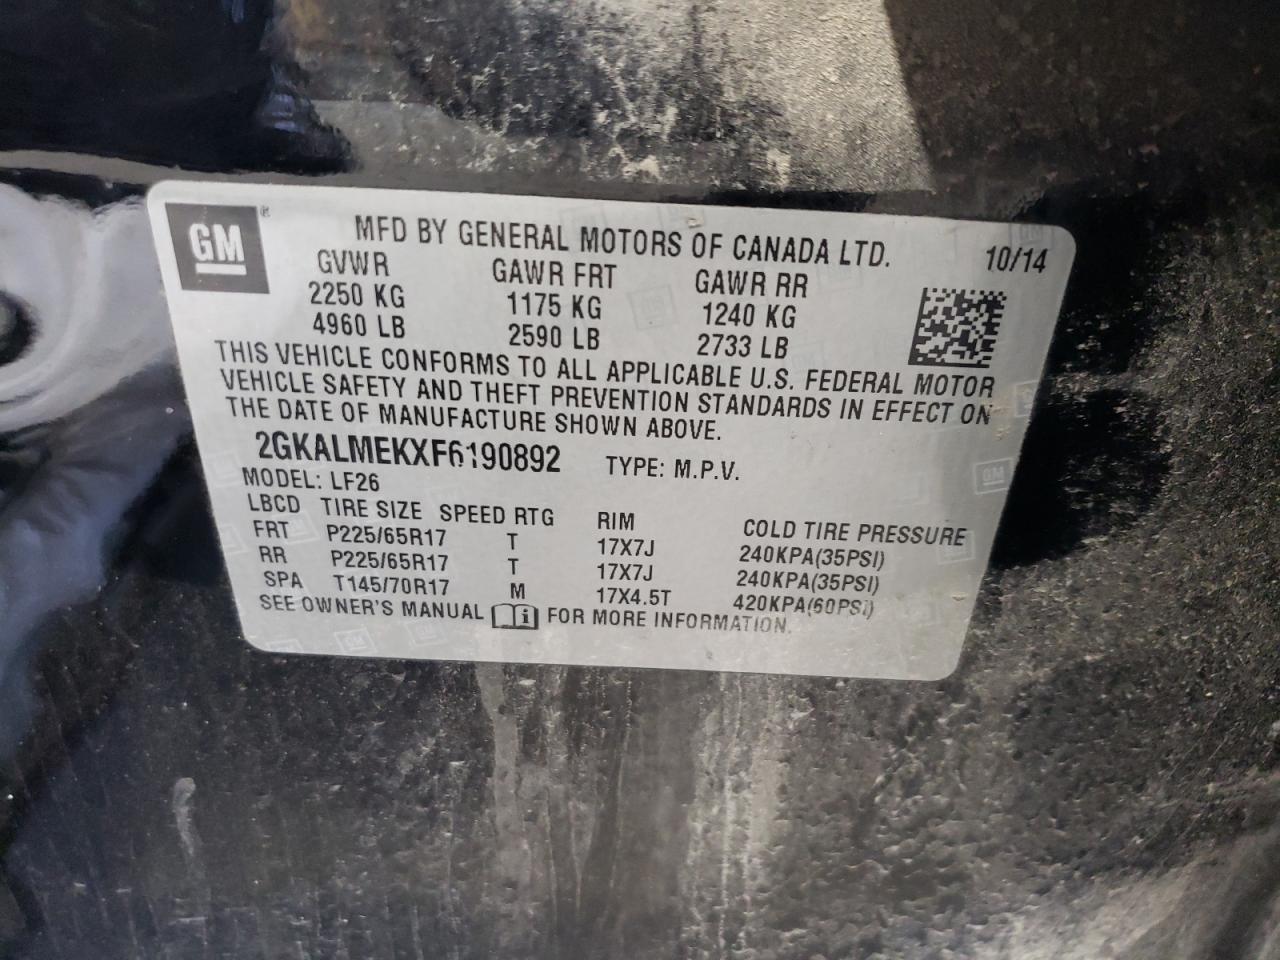 GM ® MFD BY GENERAL MOTORS OF CANADA LTD. 10/14
GVWR GAWR FRT GAWR RR
2250 KG 1175 KG 1240 KG
4960 LB 2590 LB 2733 LB
THIS VEHICLE CONFORMS TO ALL APPLICABLE U.S. FEDERAL MOTOR
VEHICLE SAFETY AND THEFT PREVENTION STANDARDS IN EFFECT ON
THE DATE OF MANUFACTURE SHOWN ABOVE.
2GKALMEKXF6190892 TYPE: M.P.V.
MODEL: LF26
LBCD TIRE SIZE SPEED RTG RIM COLD TIRE PRESSURE
FRT P225/65R17 T 17X7J 240KPA(35PSI)
RR P225/65R17 T 17X7J 240KPA(35PSI)
SPA T145/70R17 M 17X4.5T 420KPA(60PSI)
SEE OWNER'S MANUAL i FOR MORE INFORMATION.